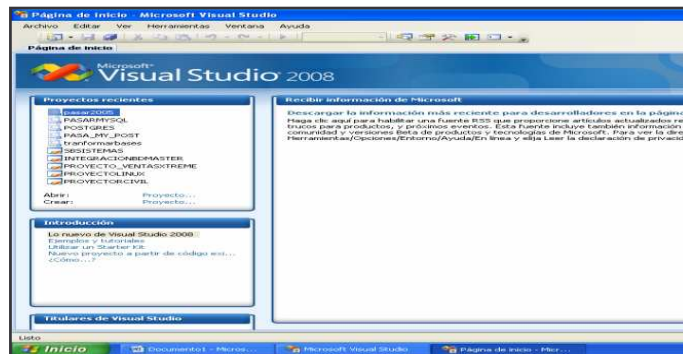 Página de Inicio - Microsoft Visual Studio
Archivo Editar Ver Herramientas Ventana Ayuda
Página de Inicio
Microsoft
Visual Studio 2008
Proyectos recientes
pasar2005
PASARMYSQL
POSTGRES
PASA_MY_POST
tranformarbases
SBSISTEMAS
INTEGRACIONBDMASTER
PROYECTO_VENTASXTREME
PROYECTOLINUX
PROYECTORCIVIL
Abrir: Proyecto...
Crear: Proyecto...
Introducción
Lo nuevo de Visual Studio 2008
Ejemplos y tutoriales
Utilizar un Starter Kit
Nuevo proyecto a partir de código exi...
¿Cómo...?
Titulares de Visual Studio
Recibir información de Microsoft
Descargar la información más reciente para desarrolladores en la página
Haga clic aquí para habilitar una fuente RSS que proporcione artículos actualizados re
trucos para productos, y próximos eventos. Esta fuente incluye también información
comunidad y versiones Beta de productos y tecnologías de Microsoft. Para ver la dire
Herramientas/Opciones/Entorno/Ayuda/En línea y elija Leer la declaración de privacid
Listo
Inicio Documento1 - Micros... Microsoft Visual Studio Página de inicio - Micr...